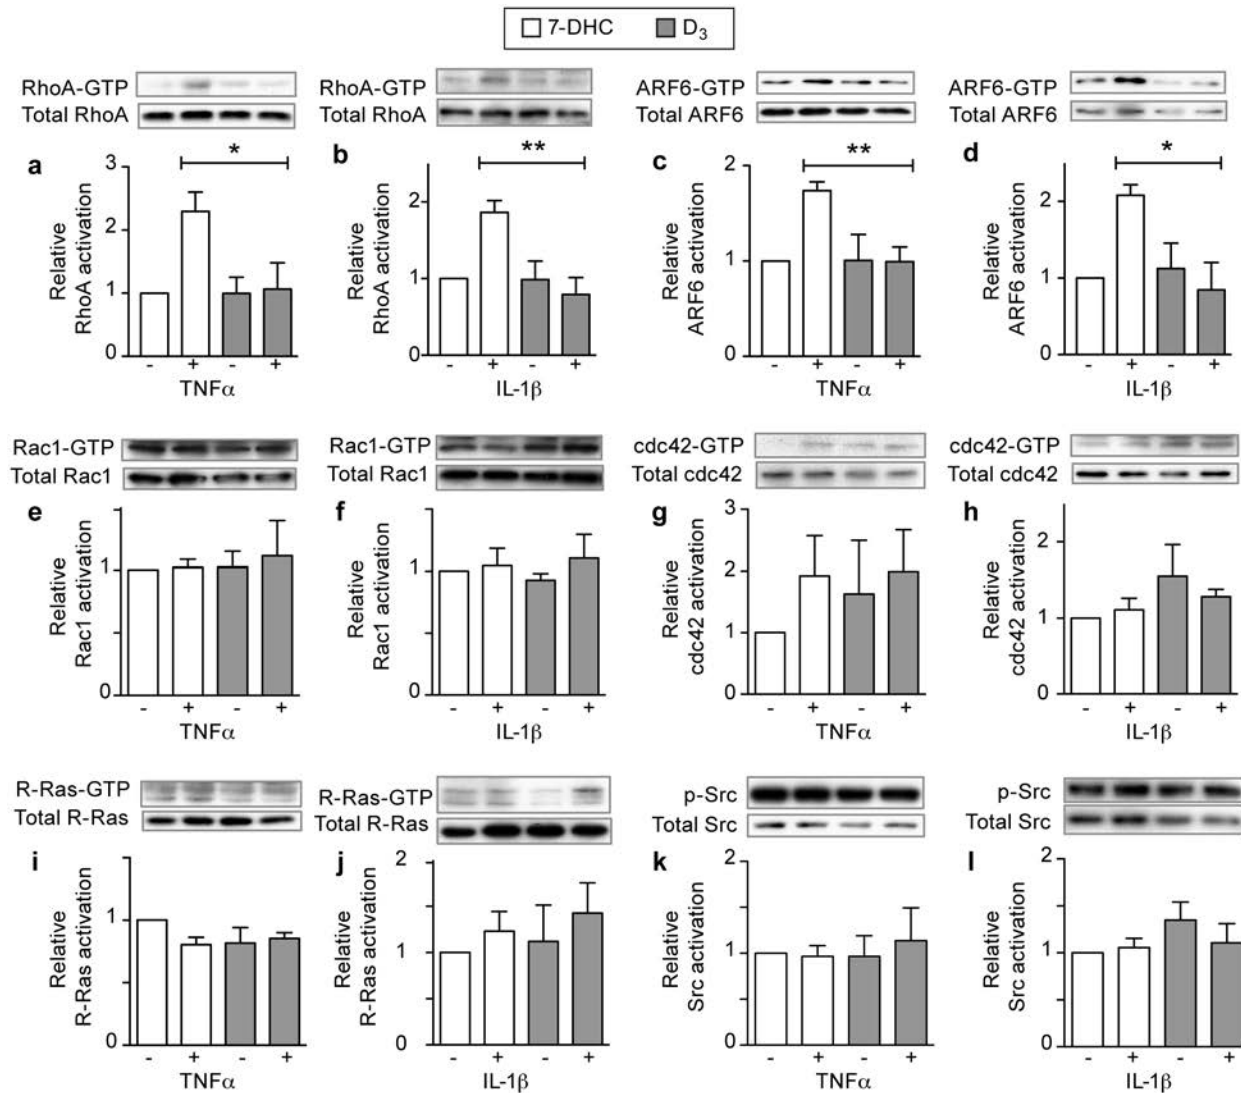 7-DHC D3
RhoA-GTP
Total RhoA
RhoA-GTP
Total RhoA
ARF6-GTP
Total ARF6
ARF6-GTP
Total ARF6
a
*
3
2
1
0
Relative
RhoA activation
- + - +
TNFα
b
**
2
1
0
Relative
RhoA activation
- + - +
IL-1β
c
**
2
1
0
Relative
ARF6 activation
- + - +
TNFα
d
*
2
1
0
Relative
ARF6 activation
- + - +
IL-1β
Rac1-GTP
Total Rac1
Rac1-GTP
Total Rac1
cdc42-GTP
Total cdc42
cdc42-GTP
Total cdc42
e
1
0
Relative
Rac1 activation
- + - +
TNFα
f
1
0
Relative
Rac1 activation
- + - +
IL-1β
g
3
2
1
0
Relative
cdc42 activation
- + - +
TNFα
h
2
1
0
Relative
cdc42 activation
- + - +
IL-1β
R-Ras-GTP
Total R-Ras
R-Ras-GTP
Total R-Ras
p-Src
Total Src
p-Src
Total Src
i
1
0
Relative
R-Ras activation
- + - +
TNFα
j
2
1
0
Relative
R-Ras activation
- + - +
IL-1β
k
2
1
0
Relative
Src activation
- + - +
TNFα
l
2
1
0
Relative
Src activation
- + - +
IL-1β